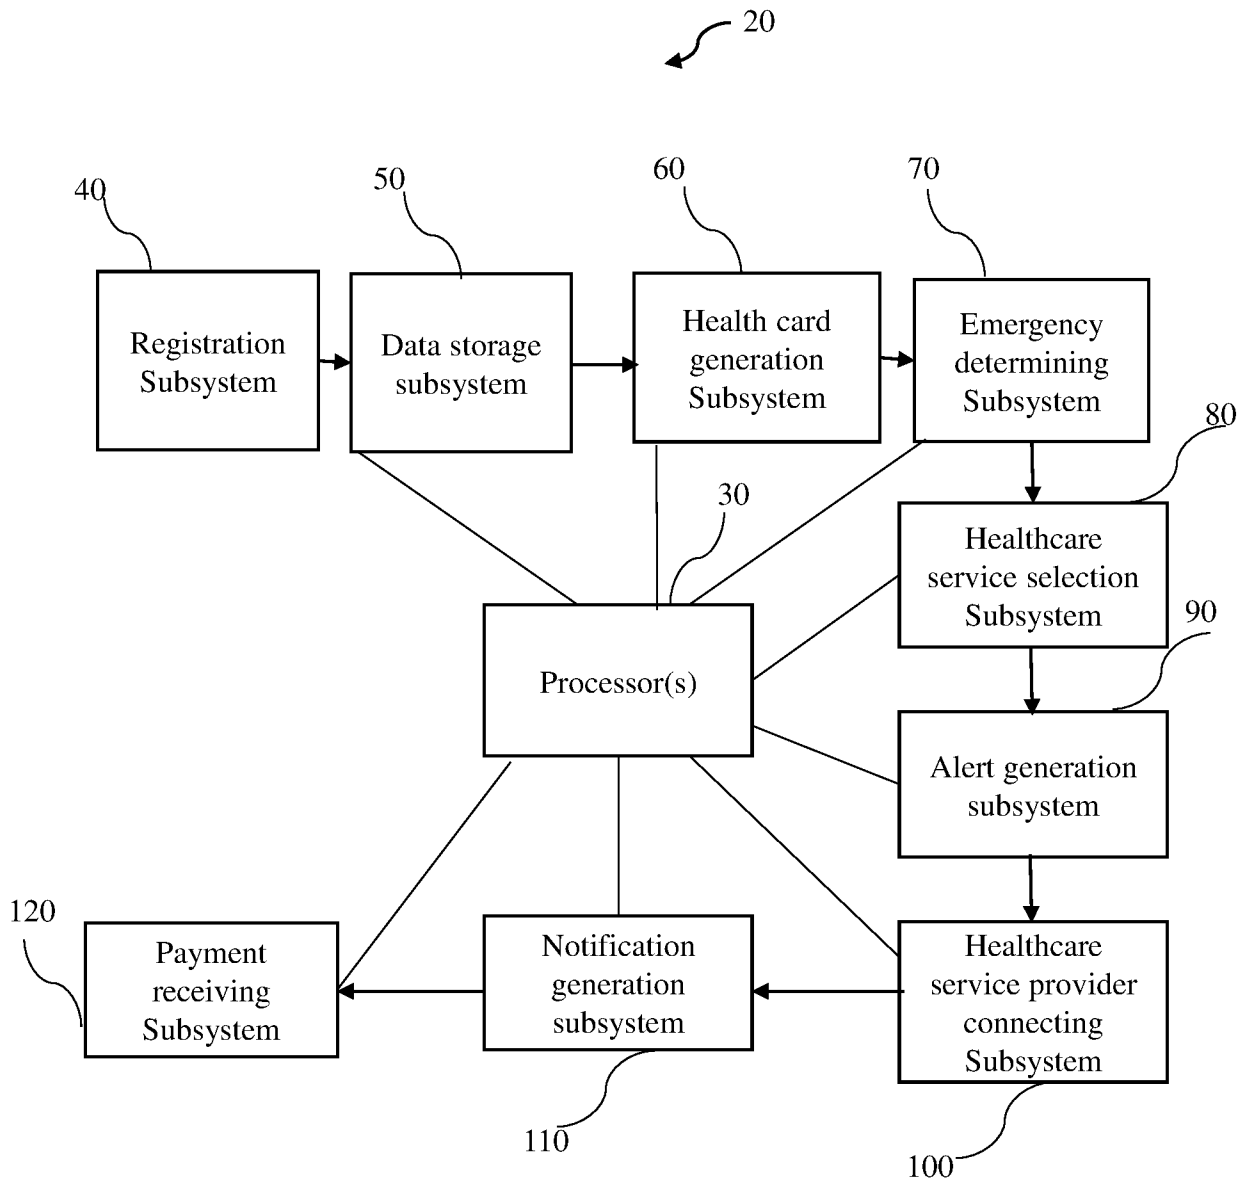 20
40
50
60
70
Registration
Subsystem
Data storage
subsystem
Health card
generation
Subsystem
Emergency
determining
Subsystem
80
30
Healthcare
service selection
Subsystem
90
Processor(s)
Alert generation
subsystem
120
Payment
receiving
Subsystem
Notification
generation
subsystem
Healthcare
service provider
connecting
Subsystem
110
100